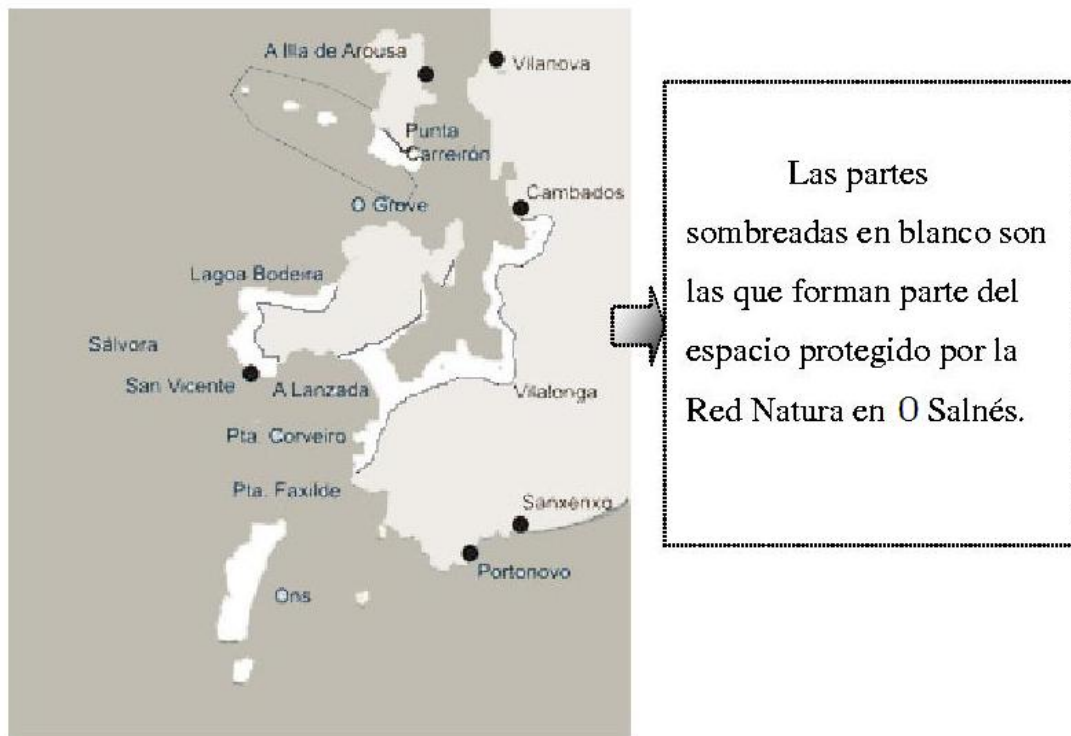 A Illa de Arousa
Vilanova
Punta
Carreirón
Cambados
O Grove
Lagoa Bodeira
Sálvora
San Vicente
A Lanzada
Vilalonga
Pta. Corveiro
Pta. Faxilde
Sanxenxo
Portonovo
Ons
Las partes
sombreadas en blanco son
las que forman parte del
espacio protegido por la
Red Natura en O Salnés.